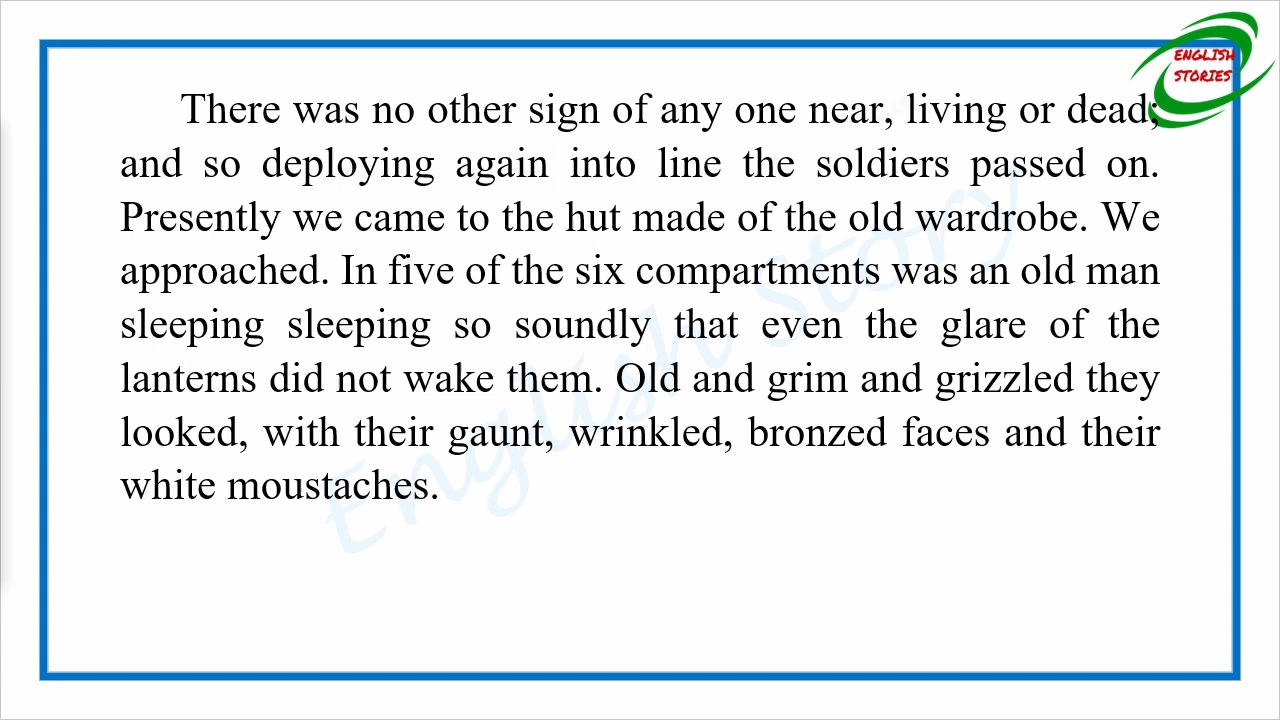 ENGLISH
STORIES
There was no other sign of any one near, living or dead;
and so deploying again into line the soldiers passed on.
Presently we came to the hut made of the old wardrobe. We
approached. In five of the six compartments was an old man
sleeping sleeping so soundly that even the glare of the
lanterns did not wake them. Old and grim and grizzled they
looked, with their gaunt, wrinkled, bronzed faces and their
white moustaches.
English Story